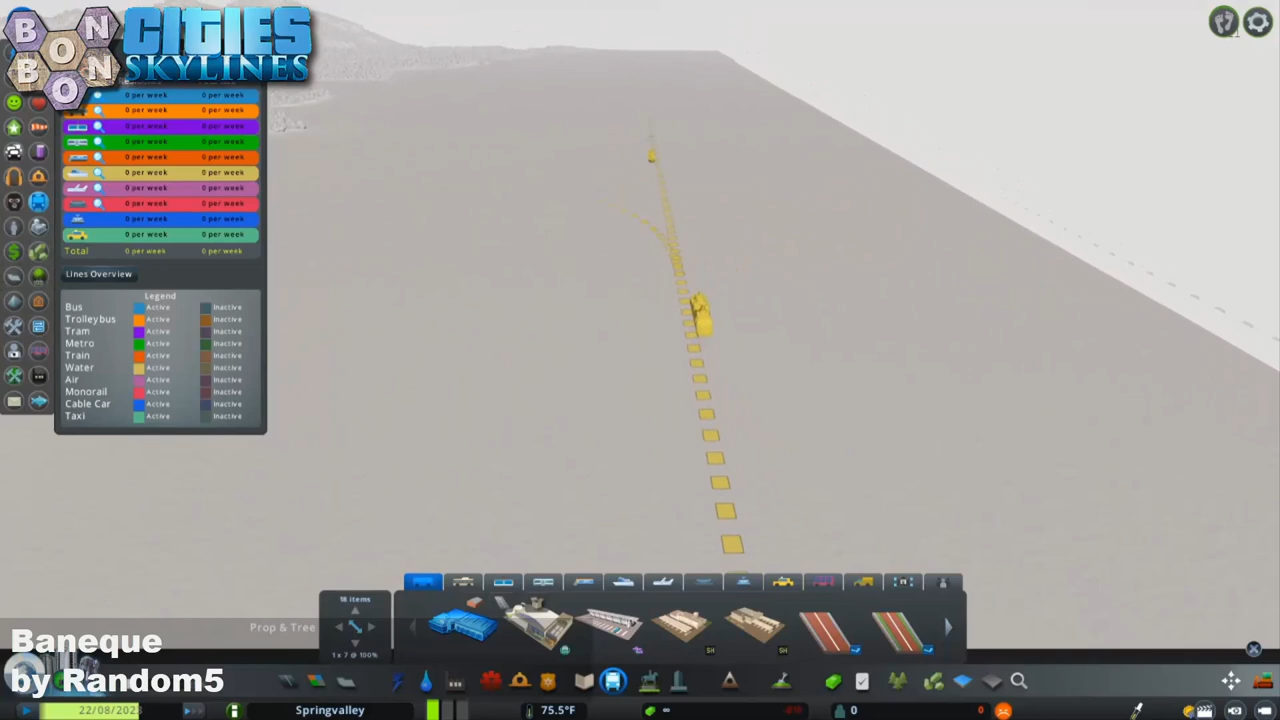 BON
BON
BO
CITIES
SKYLINES
0 per week 0 per week
0 per week 0 per week
0 per week 0 per week
0 per week 0 per week
0 per week 0 per week
0 per week 0 per week
0 per week 0 per week
0 per week 0 per week
0 per week 0 per week
0 per week 0 per week
Total 0 per week 0 per week
Lines Overview
Legend
Bus Active Inactive
Trolleybus Active Inactive
Tram Active Inactive
Metro Active Inactive
Train Active Inactive
Water Active Inactive
Air Active Inactive
Monorail Active Inactive
Cable Car Active Inactive
Taxi Active Inactive
18 items
1 x 7 @ 100%
SH
SH
Prop & Tree
Baneque
by Random5
Springvalley
75.5°F
∞
0
0